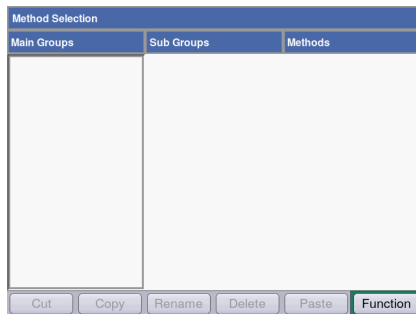 Method Selection
Main Groups Sub Groups Methods
Cut Copy Rename Delete Paste Function